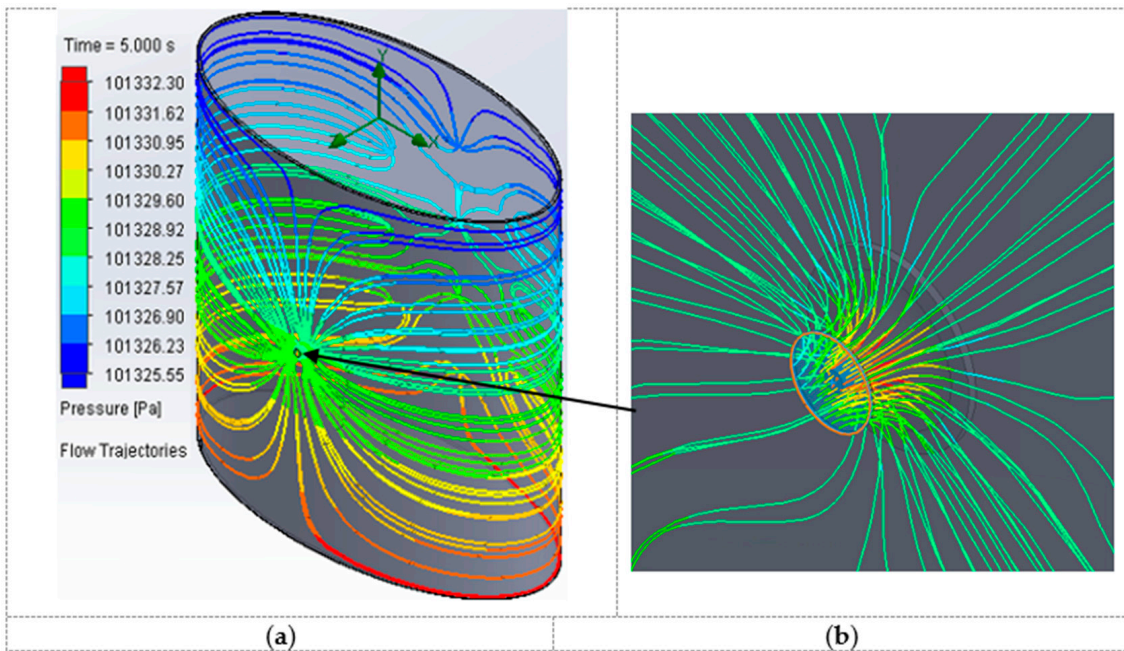 Time = 5.000 s
101332.30
101331.62
101330.95
101330.27
101329.60
101328.92
101328.25
101327.57
101326.90
101326.23
101325.55
Pressure [Pa]
Flow Trajectories
Y
X
(a)
(b)